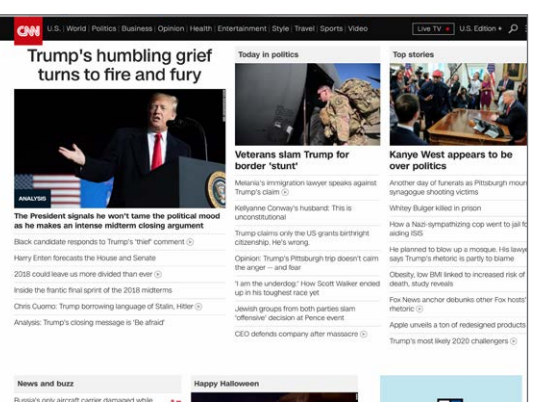 CNN U.S. | World | Politics | Business | Opinion | Health | Entertainment | Style | Travel | Sports | Video
Live TV U.S. Edition +
Trump's humbling grief
turns to fire and fury
ANALYSIS
The President signals he won't tame the political mood
as he makes an intense midterm closing argument
Black candidate responds to Trump's 'thief' comment
Harry Enten forecasts the House and Senate
2018 could leave us more divided than ever
Inside the frantic final sprint of the 2018 midterms
Chris Cuomo: Trump borrowing language of Stalin, Hitler
Analysis: Trump's closing message is 'Be afraid'
Today in politics
Veterans slam Trump for
border 'stunt'
Melania's immigration lawyer speaks against
Trump's claim
Kellyanne Conway's husband: This is
unconstitutional
Trump claims only the US grants birthright
citizenship. He's wrong.
Opinion: Trump's Pittsburgh trip doesn't calm
the anger — and fear
'I am the underdog:' How Scott Walker ended
up in his toughest race yet
Jewish groups from both parties slam
'offensive' decision at Pence event
CEO defends company after massacre
Top stories
Kanye West appears to be
over politics
Another day of funerals as Pittsburgh mourn
synagogue shooting victims
Whitey Bulger killed in prison
How a Nazi-sympathizing cop went to jail fo
aiding ISIS
He planned to blow up a mosque. His lawye
says Trump's rhetoric is partly to blame
Obesity, low BMI linked to increased risk of
death, study reveals
Fox News anchor debunks other Fox hosts'
rhetoric
Apple unveils a ton of redesigned products
Trump's most likely 2020 challengers
News and buzz
Russia's only aircraft carrier damaged while
Happy Halloween